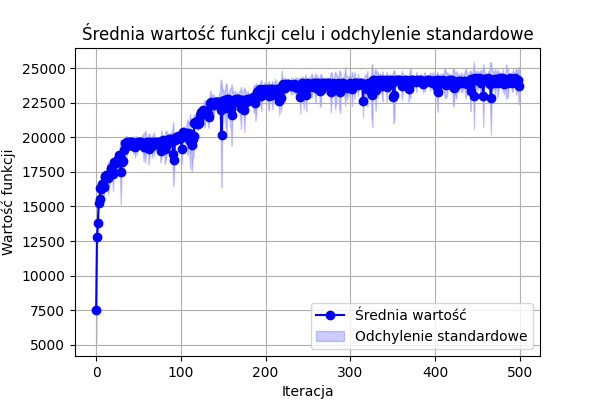 Średnia wartość funkcji celu i odchylenie standardowe
25000
22500
20000
17500
15000
12500
10000
7500
5000
Wartość funkcji
0 100 200 300 400 500
Iteracja
Średnia wartość
Odchylenie standardowe